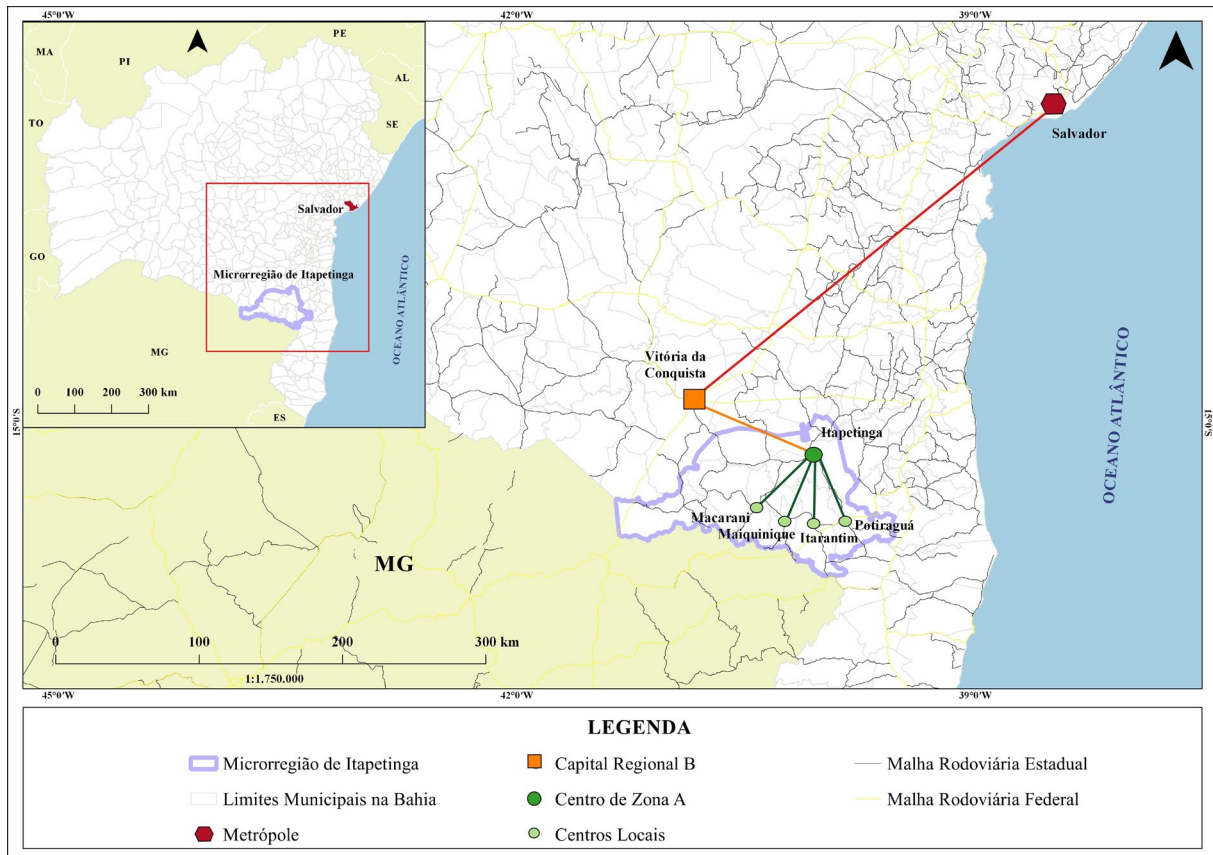 45°0'W
42°0'W
39°0'W
MA
PI
PE
AL
SE
TO
Salvador
GO
Microrregião de Itapetinga
MG
OCEANO ATLÂNTICO
0 100 200 300 km
ES
Salvador
Vitória da
Conquista
15°0'S
15°0'S
Itapetinga
OCEANO ATLÂNTICO
Macarani
Maiquinique
Itarantim
Potiraguá
MG
0 100 200 300 km
1:1.750.000
45°0'W
42°0'W
39°0'W
LEGENDA
Microrregião de Itapetinga
Capital Regional B
Malha Rodoviária Estadual
Limites Municipais na Bahia
Centro de Zona A
Malha Rodoviária Federal
Metrópole
Centros Locais